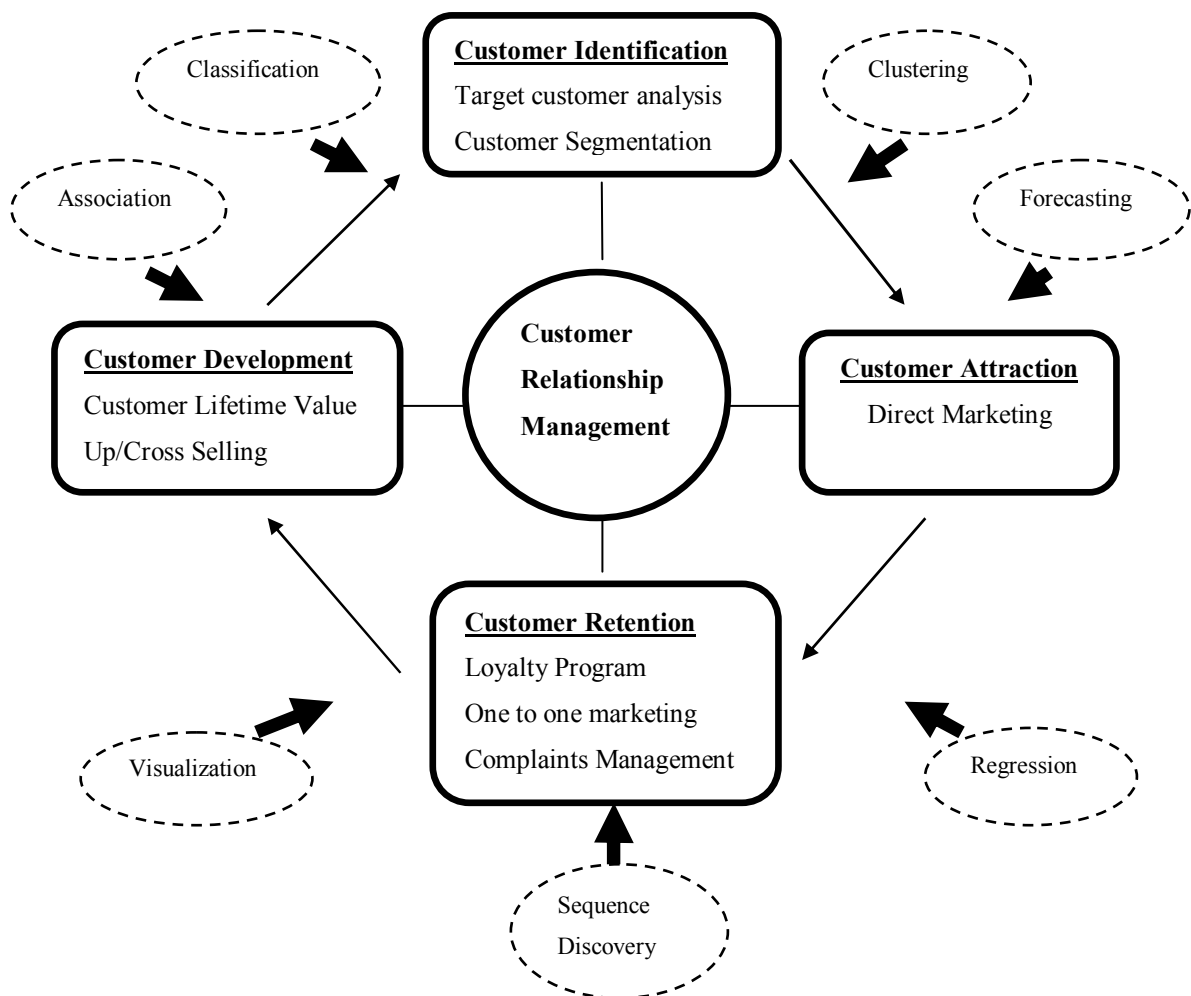 Classification
Customer Identification
Target customer analysis
Customer Segmentation
Clustering
Association
Forecasting
Customer Development
Customer Lifetime Value
Up/Cross Selling
Customer
Relationship
Management
Customer Attraction
Direct Marketing
Customer Retention
Loyalty Program
One to one marketing
Complaints Management
Visualization
Regression
Sequence
Discovery